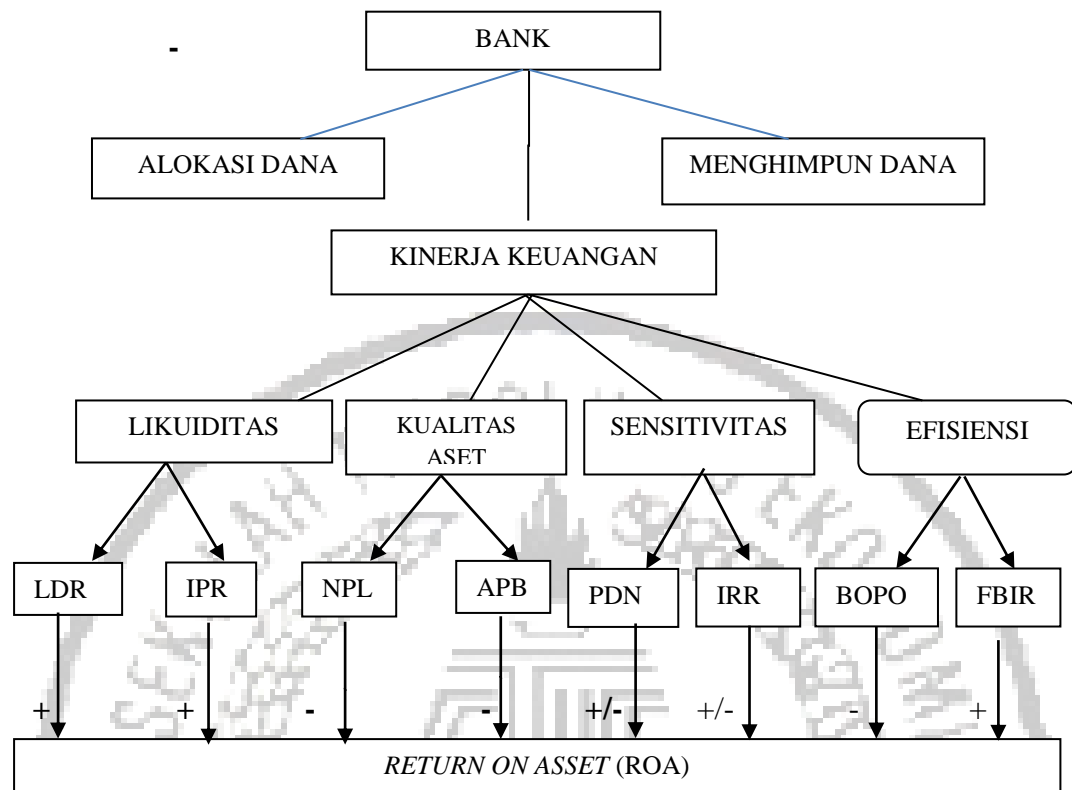 -
BANK
ALOKASI DANA
MENGHIMPUN DANA
KINERJA KEUANGAN
LIKUIDITAS
KUALITAS
ASET
SENSITIVITAS
EFISIENSI
LDR
IPR
NPL
APB
PDN
IRR
BOPO
FBIR
+
+
-
-
+/-
+/-
-
+
RETURN ON ASSET (ROA)